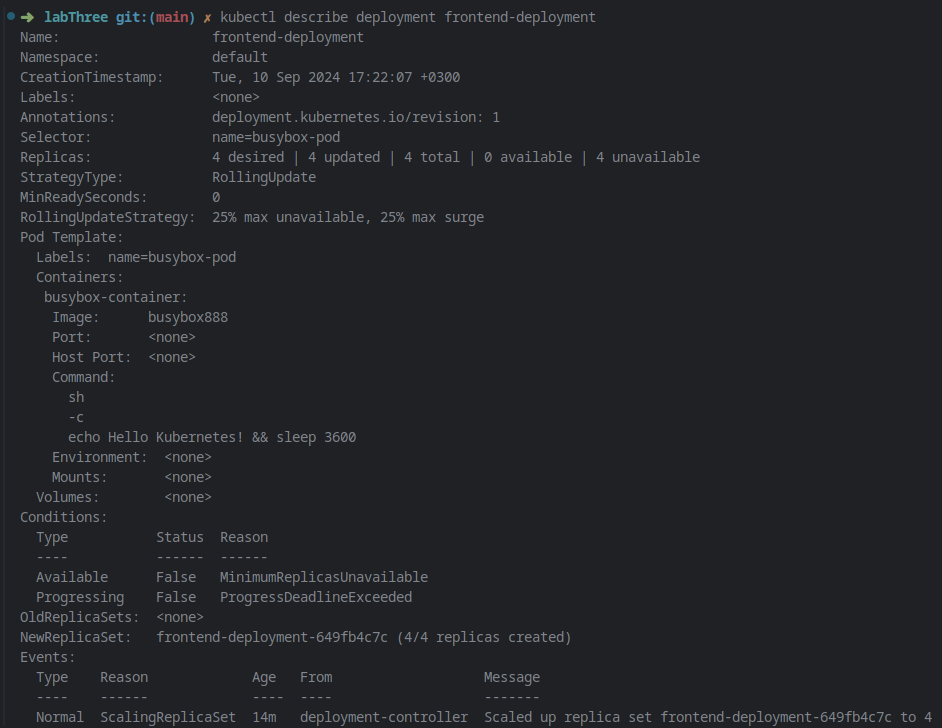 ➜ labThree git:(main) ✗ kubectl describe deployment frontend-deployment
Name:                   frontend-deployment
Namespace:              default
CreationTimestamp:      Tue, 10 Sep 2024 17:22:07 +0300
Labels:                 <none>
Annotations:            deployment.kubernetes.io/revision: 1
Selector:               name=busybox-pod
Replicas:               4 desired | 4 updated | 4 total | 0 available | 4 unavailable
StrategyType:           RollingUpdate
MinReadySeconds:        0
RollingUpdateStrategy:  25% max unavailable, 25% max surge
Pod Template:
  Labels:  name=busybox-pod
  Containers:
   busybox-container:
    Image:      busybox888
    Port:       <none>
    Host Port:  <none>
    Command:
      sh
      -c
      echo Hello Kubernetes! && sleep 3600
    Environment:  <none>
    Mounts:       <none>
  Volumes:        <none>
Conditions:
  Type           Status  Reason
  ----           ------  ------
  Available      False   MinimumReplicasUnavailable
  Progressing    False   ProgressDeadlineExceeded
OldReplicaSets:  <none>
NewReplicaSet:   frontend-deployment-649fb4c7c (4/4 replicas created)
Events:
  Type    Reason             Age   From                   Message
  ----    ------             ----  ----                   -------
  Normal  ScalingReplicaSet  14m   deployment-controller  Scaled up replica set frontend-deployment-649fb4c7c to 4